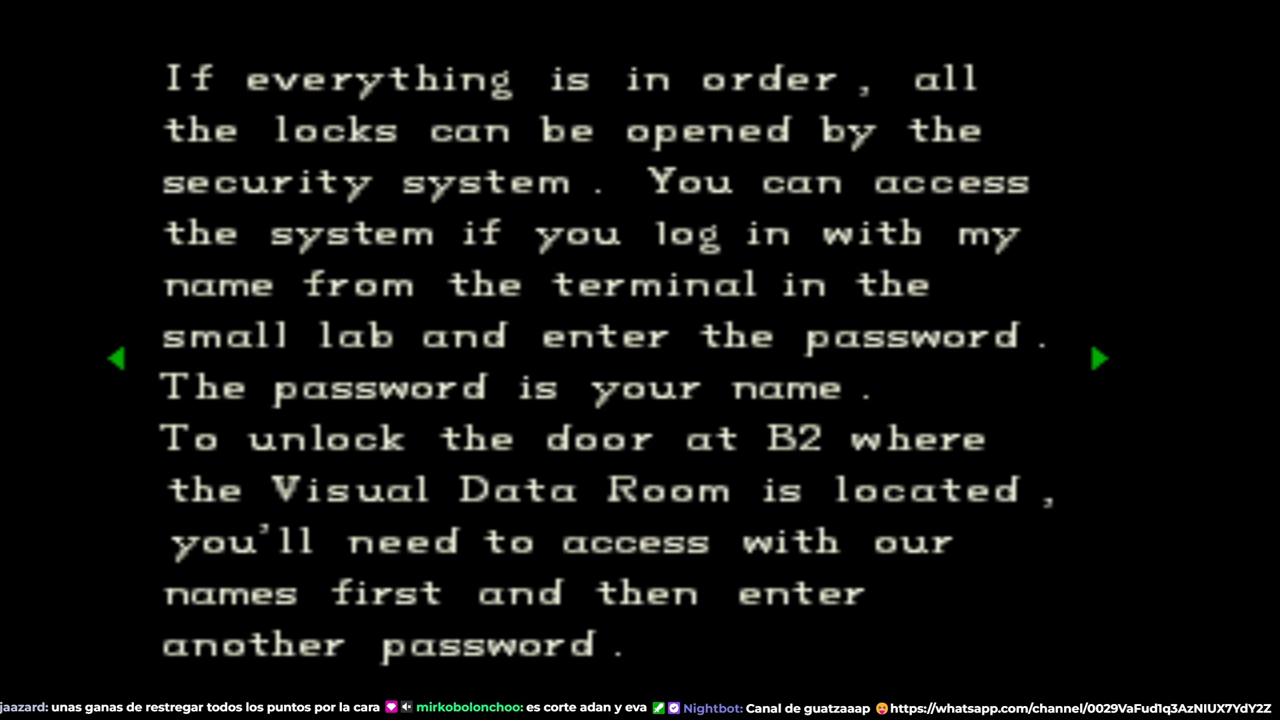 If everything is in order, all
the locks can be opened by the
security system. You can access
the system if you log in with my
name from the terminal in the
small lab and enter the password.
The password is your name.
To unlock the door at B2 where
the Visual Data Room is located,
you'll need to access with our
names first and then enter
another password.
jaazard: unas ganas de restregar todos los puntos por la cara mirkobolonchoo: es corte adan y eva Nightbot: Canal de guatzaaap 😛https://whatsapp.com/channel/0029VaFud1q3AzNIUX7YdY2Z